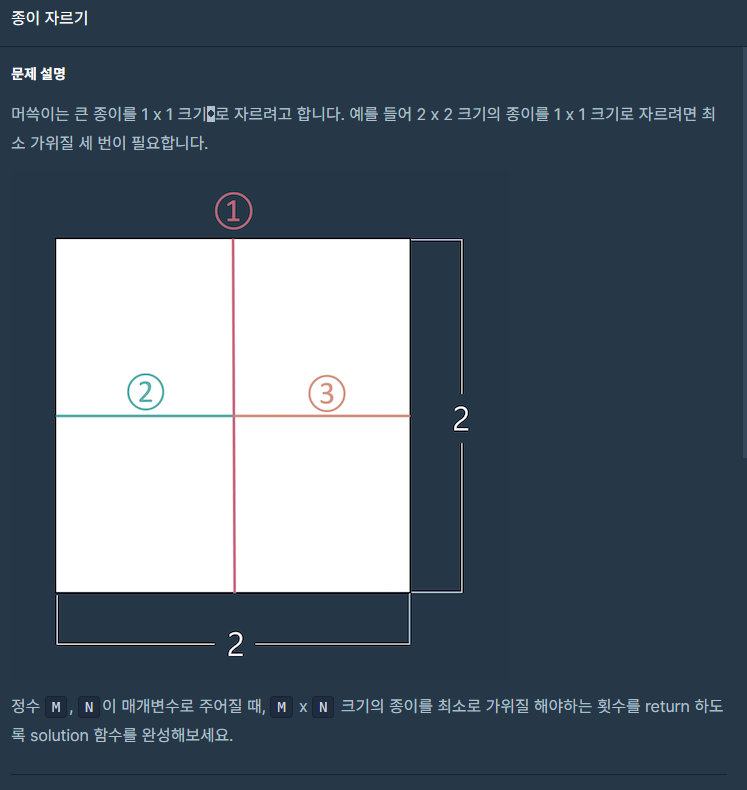 종이 자르기
문제 설명
머쓱이는 큰 종이를 1 x 1 크기�로 자르려고 합니다. 예를 들어 2 x 2 크기의 종이를 1 x 1 크기로 자르려면 최
소 가위질 세 번이 필요합니다.
①
② ③
2
2
정수 M, N이 매개변수로 주어질 때, M x N 크기의 종이를 최소로 가위질 해야하는 횟수를 return 하도
록 solution 함수를 완성해보세요.